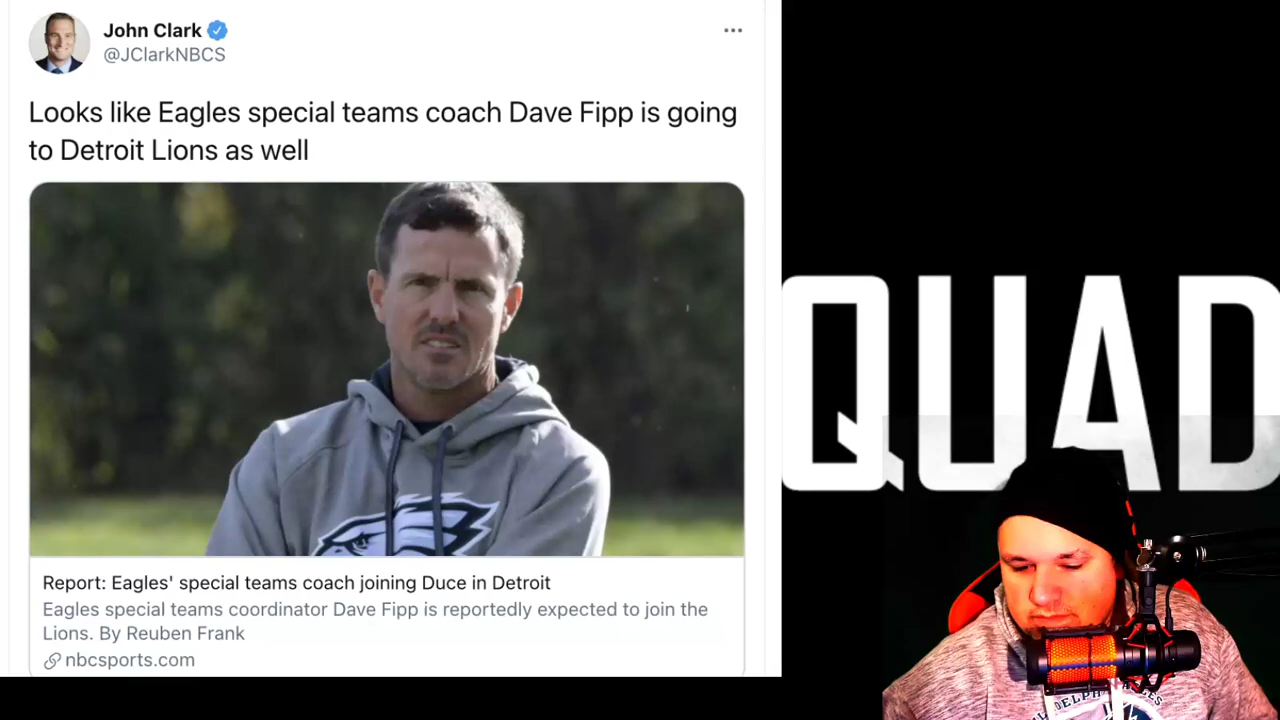 John Clark
@JClarkNBCS
Looks like Eagles special teams coach Dave Fipp is going
to Detroit Lions as well
Report: Eagles' special teams coach joining Duce in Detroit
Eagles special teams coordinator Dave Fipp is reportedly expected to join the
Lions. By Reuben Frank
nbcsports.com
QUAD